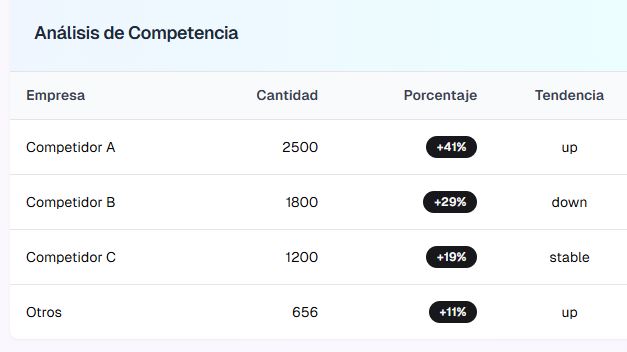 Análisis de Competencia
Empresa Cantidad Porcentaje Tendencia
Competidor A 2500 +41% up
Competidor B 1800 +29% down
Competidor C 1200 +19% stable
Otros 656 +11% up